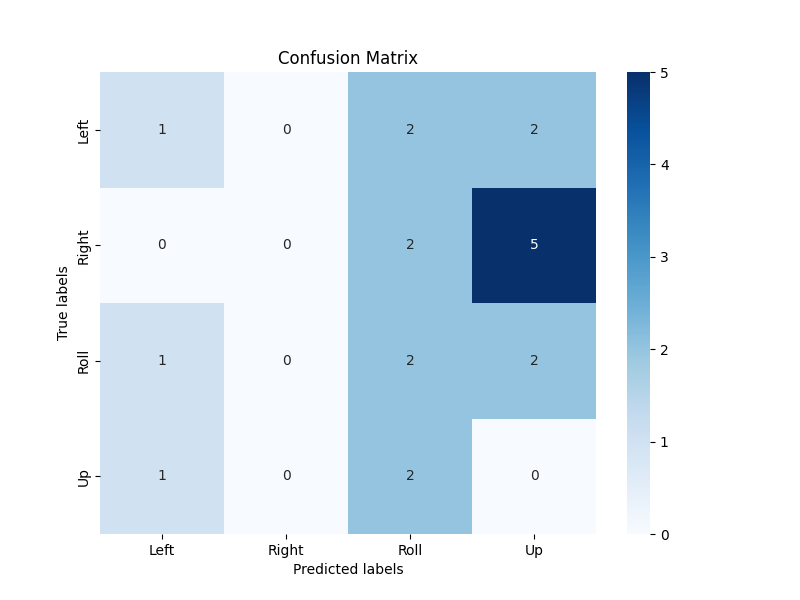 Confusion Matrix
True labels
Left
1 0 2 2
Right
0 0 2 5
Roll
1 0 2 2
Up
1 0 2 0
Left Right Roll Up
Predicted labels
5
4
3
2
1
0